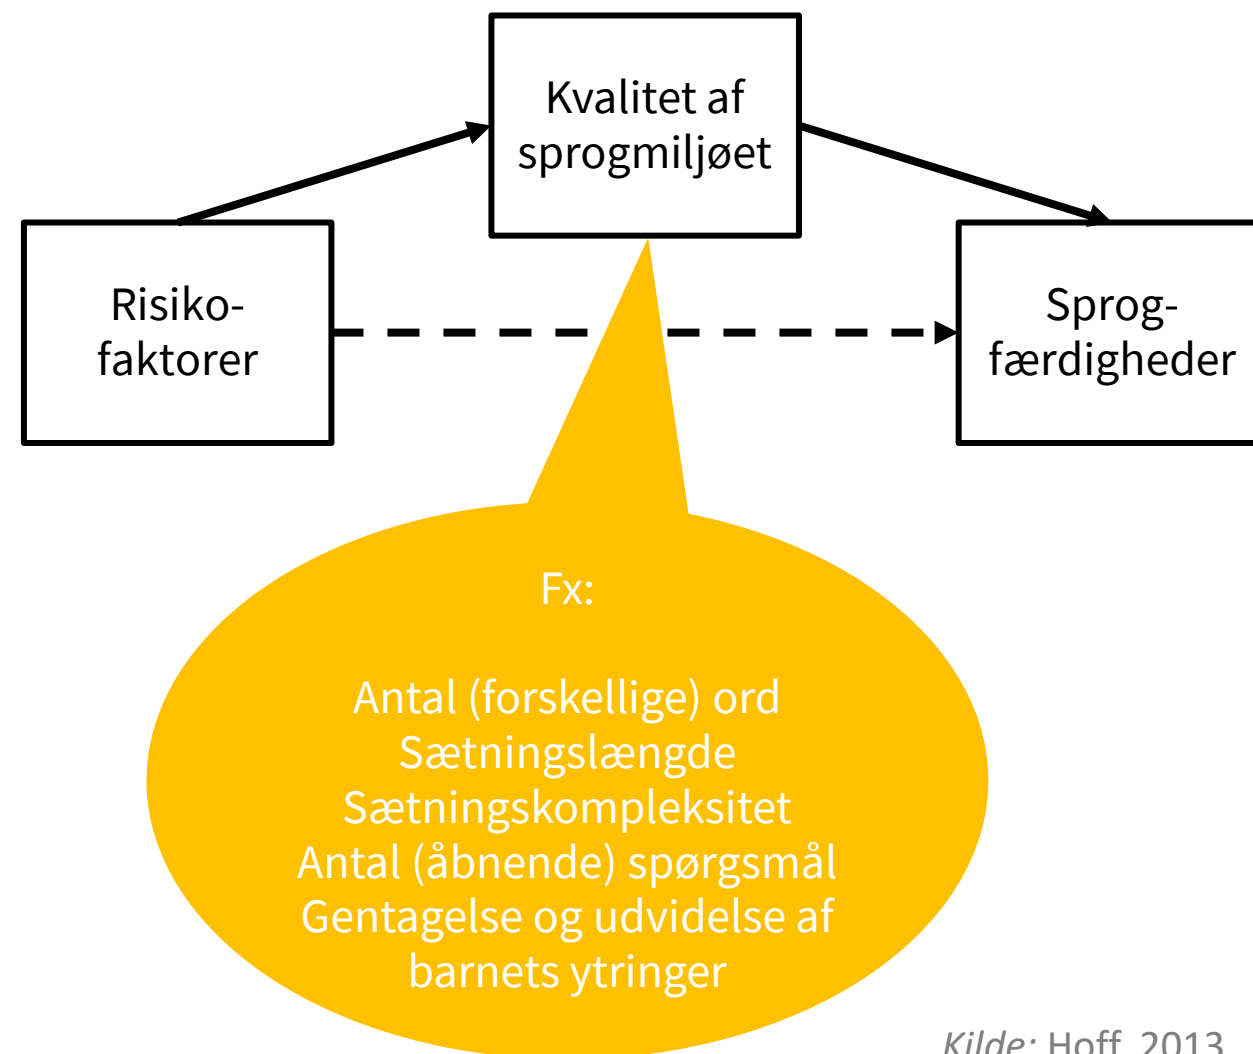 Kvalitet af
sprogmiljøet
Risiko-
faktorer
Sprog-
færdigheder
Fx:
Antal (forskellige) ord
Sætningslængde
Sætningskompleksitet
Antal (åbnende) spørgsmål
Gentagelse og udvidelse af
barnets ytringer
Kilde: Hoff, 2013